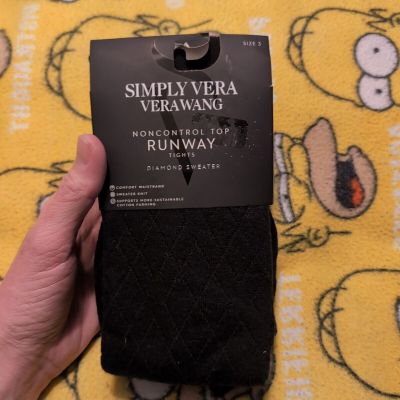 SIZE 3
SIMPLY VERA
VERAWANG
NONCONTROL TOP
RUNWAY
TIGHTS
DIAMOND SWEATER
COMFORT WAISTBAND
SWEATER KNIT
SUPPORTS MORE SUSTAINABLE
COTTON FARMING